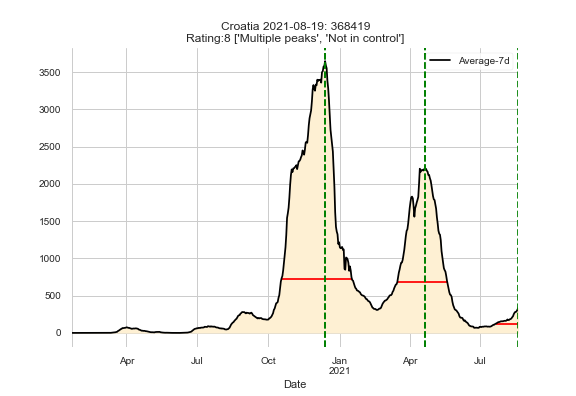 Croatia 2021-08-19: 368419
Rating:8 ['Multiple peaks', 'Not in control']
Average-7d
3500
3000
2500
2000
1500
1000
500
0
Apr Jul Oct Jan Apr Jul
2021
Date